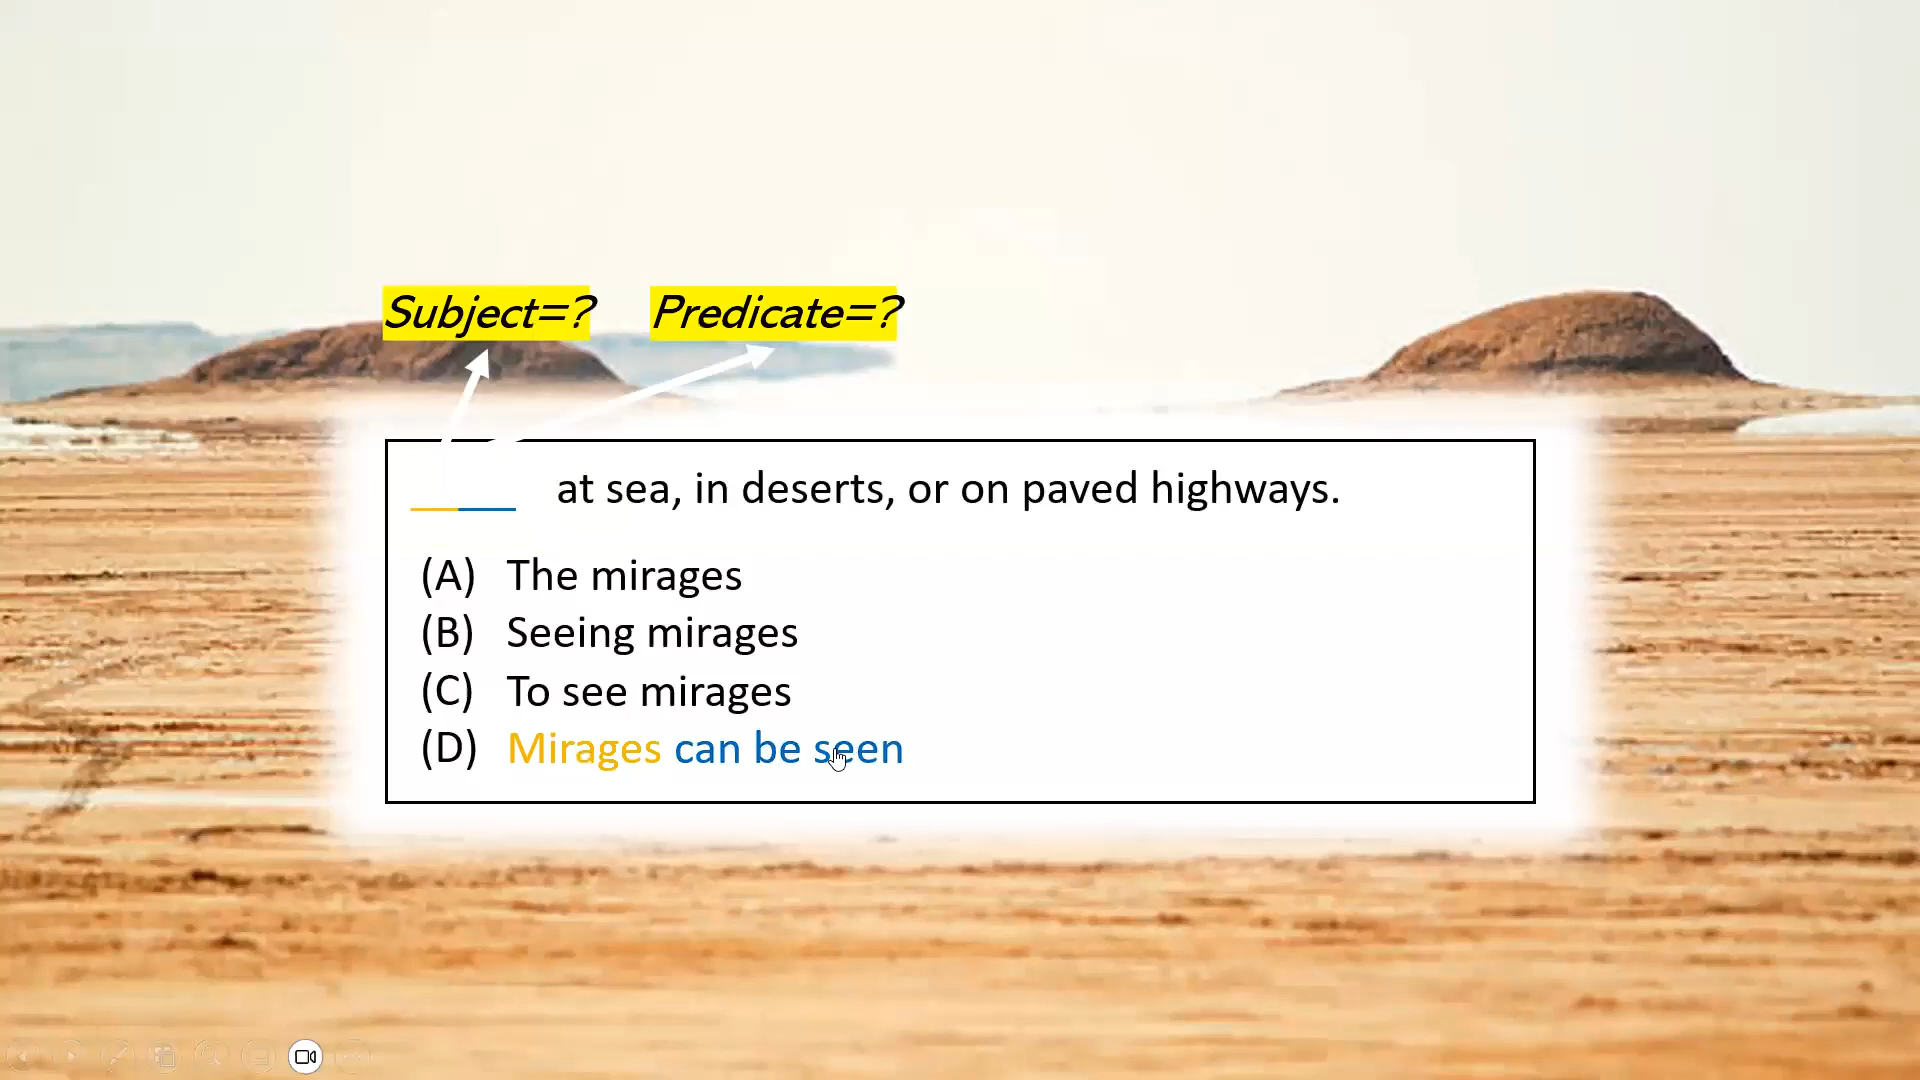 Subject=? Predicate=?
____ at sea, in deserts, or on paved highways.
(A) The mirages
(B) Seeing mirages
(C) To see mirages
(D) Mirages can be seen